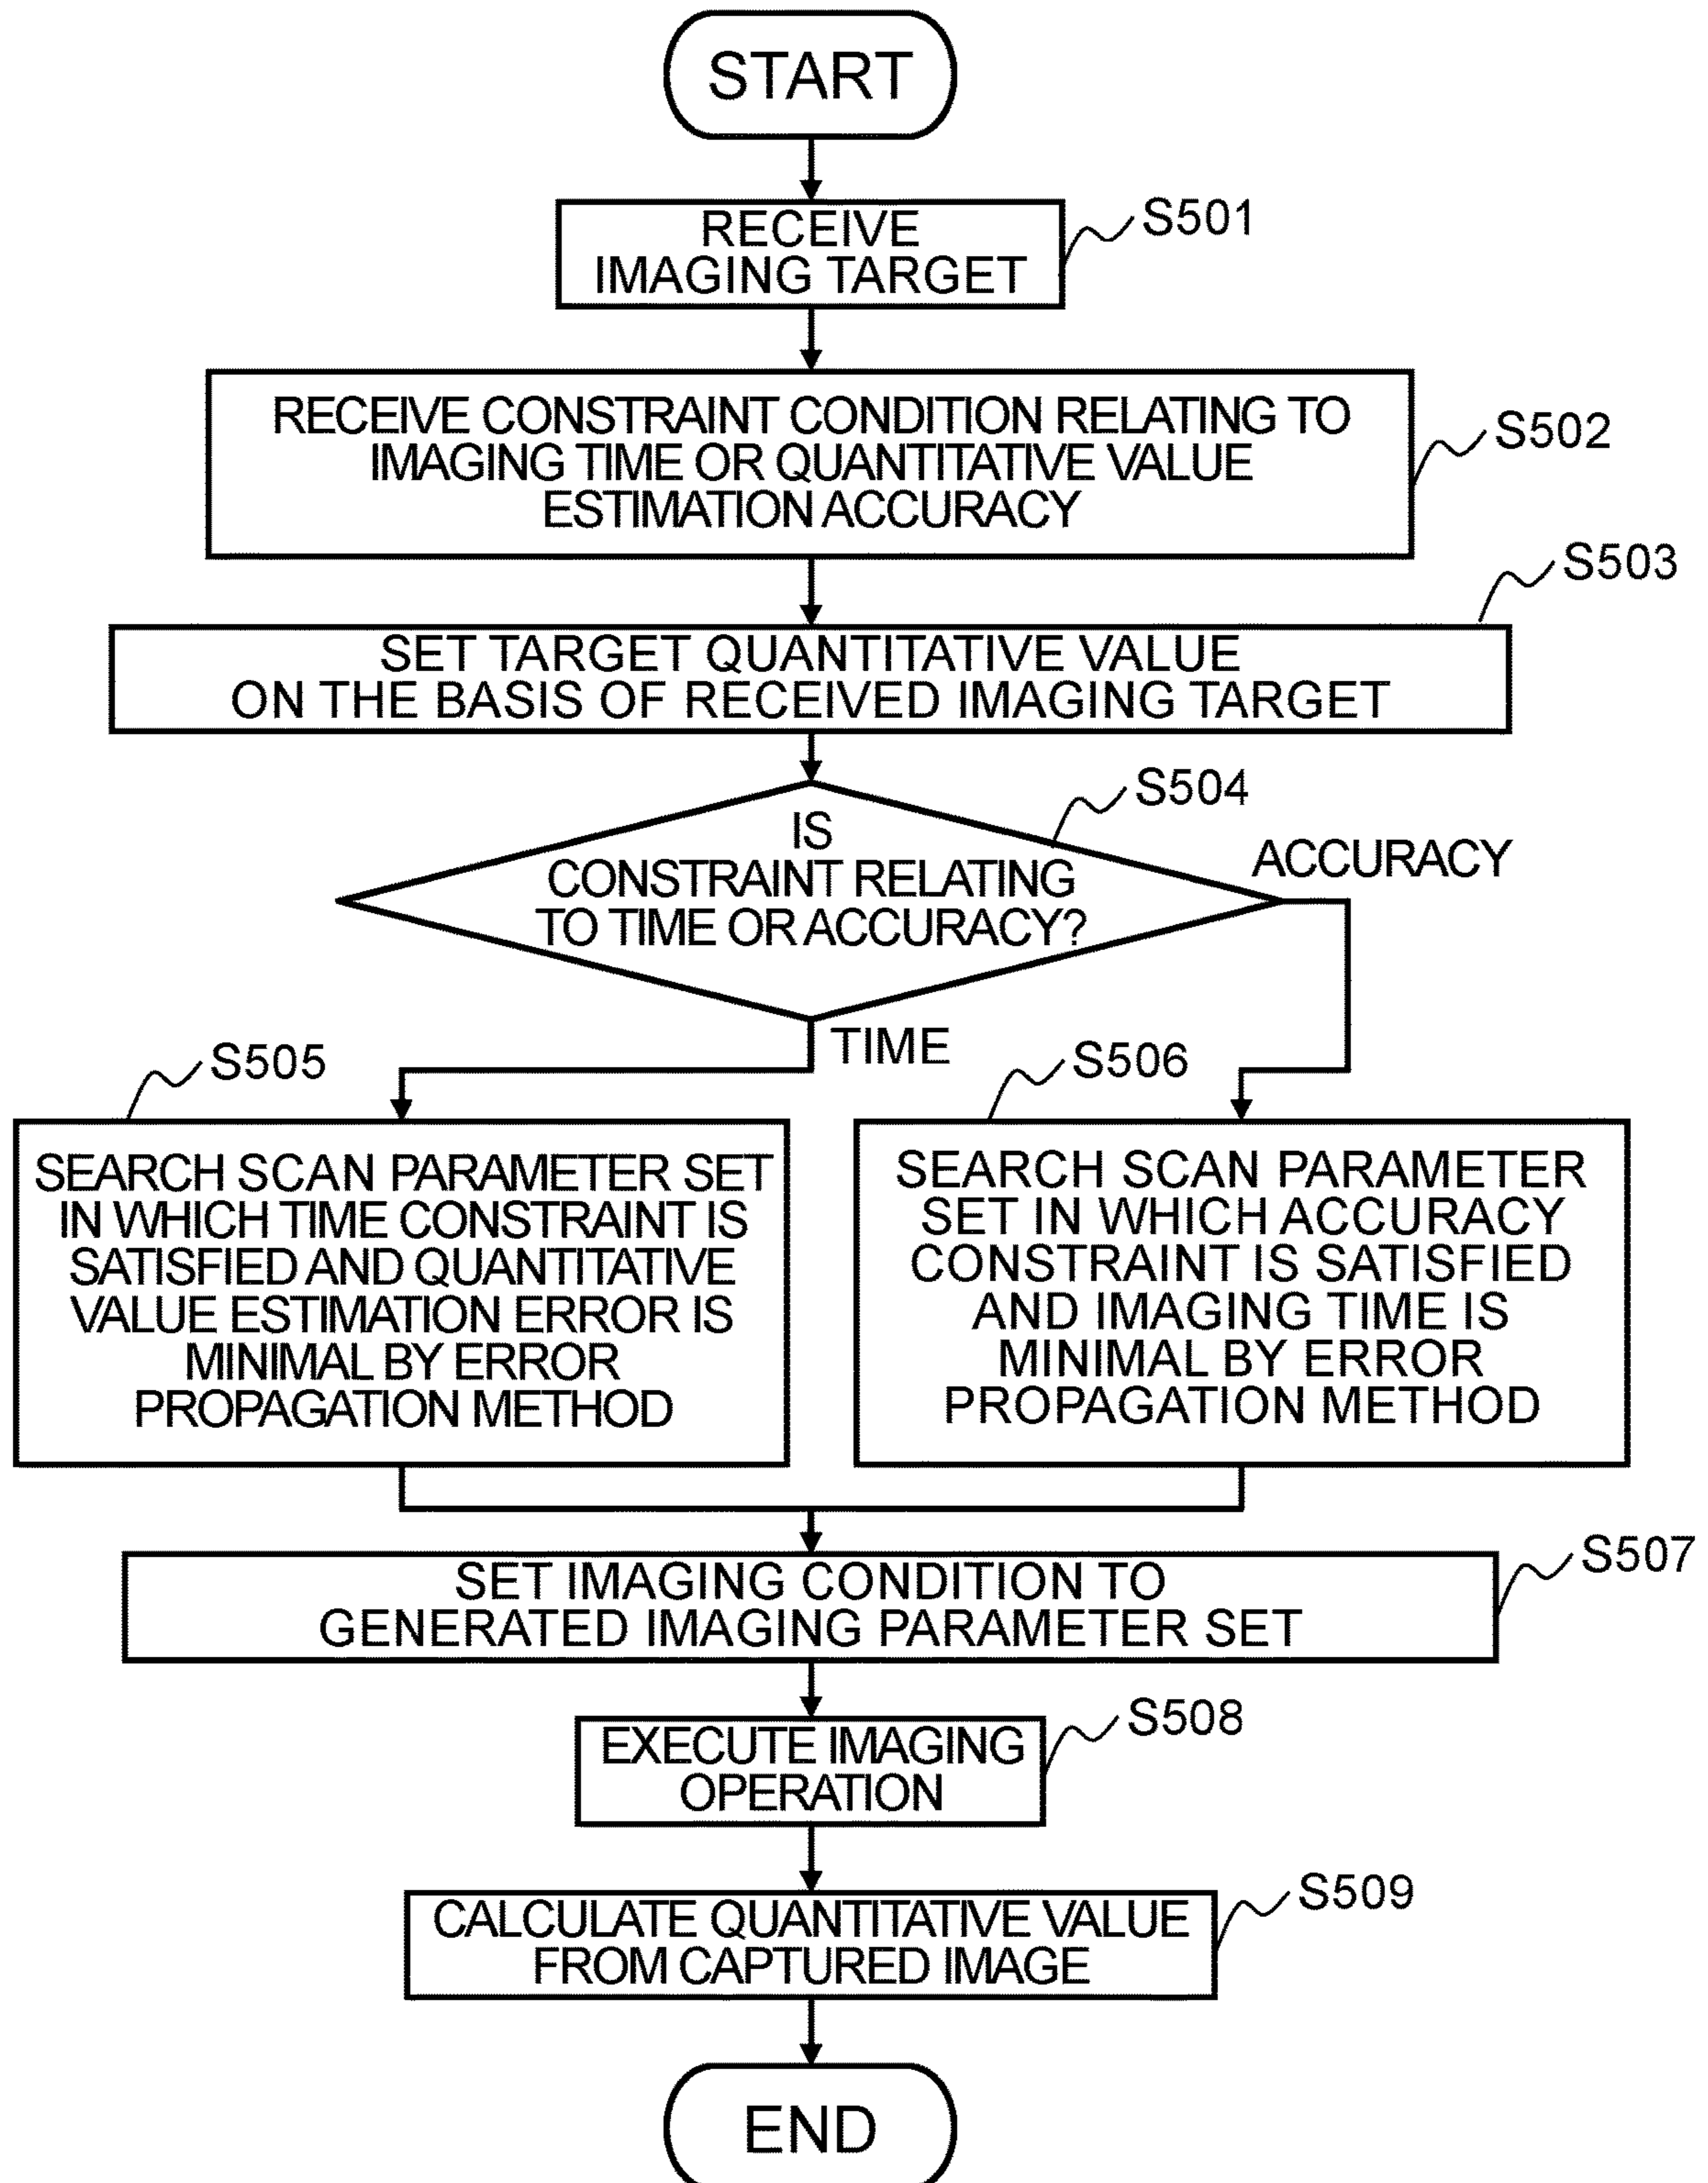 START
RECEIVE
IMAGING TARGET
S501
RECEIVE CONSTRAINT CONDITION RELATING TO
IMAGING TIME OR QUANTITATIVE VALUE
ESTIMATION ACCURACY
S502
S503
SET TARGET QUANTITATIVE VALUE
ON THE BASIS OF RECEIVED IMAGING TARGET
S504
IS
CONSTRAINT RELATING
TO TIME OR ACCURACY?
ACCURACY
TIME
S505
SEARCH SCAN PARAMETER SET
IN WHICH TIME CONSTRAINT IS
SATISFIED AND QUANTITATIVE
VALUE ESTIMATION ERROR IS
MINIMAL BY ERROR
PROPAGATION METHOD
S506
SEARCH SCAN PARAMETER
SET IN WHICH ACCURACY
CONSTRAINT IS SATISFIED
AND IMAGING TIME IS
MINIMAL BY ERROR
PROPAGATION METHOD
S507
SET IMAGING CONDITION TO
GENERATED IMAGING PARAMETER SET
S508
EXECUTE IMAGING
OPERATION
S509
CALCULATE QUANTITATIVE VALUE
FROM CAPTURED IMAGE
END